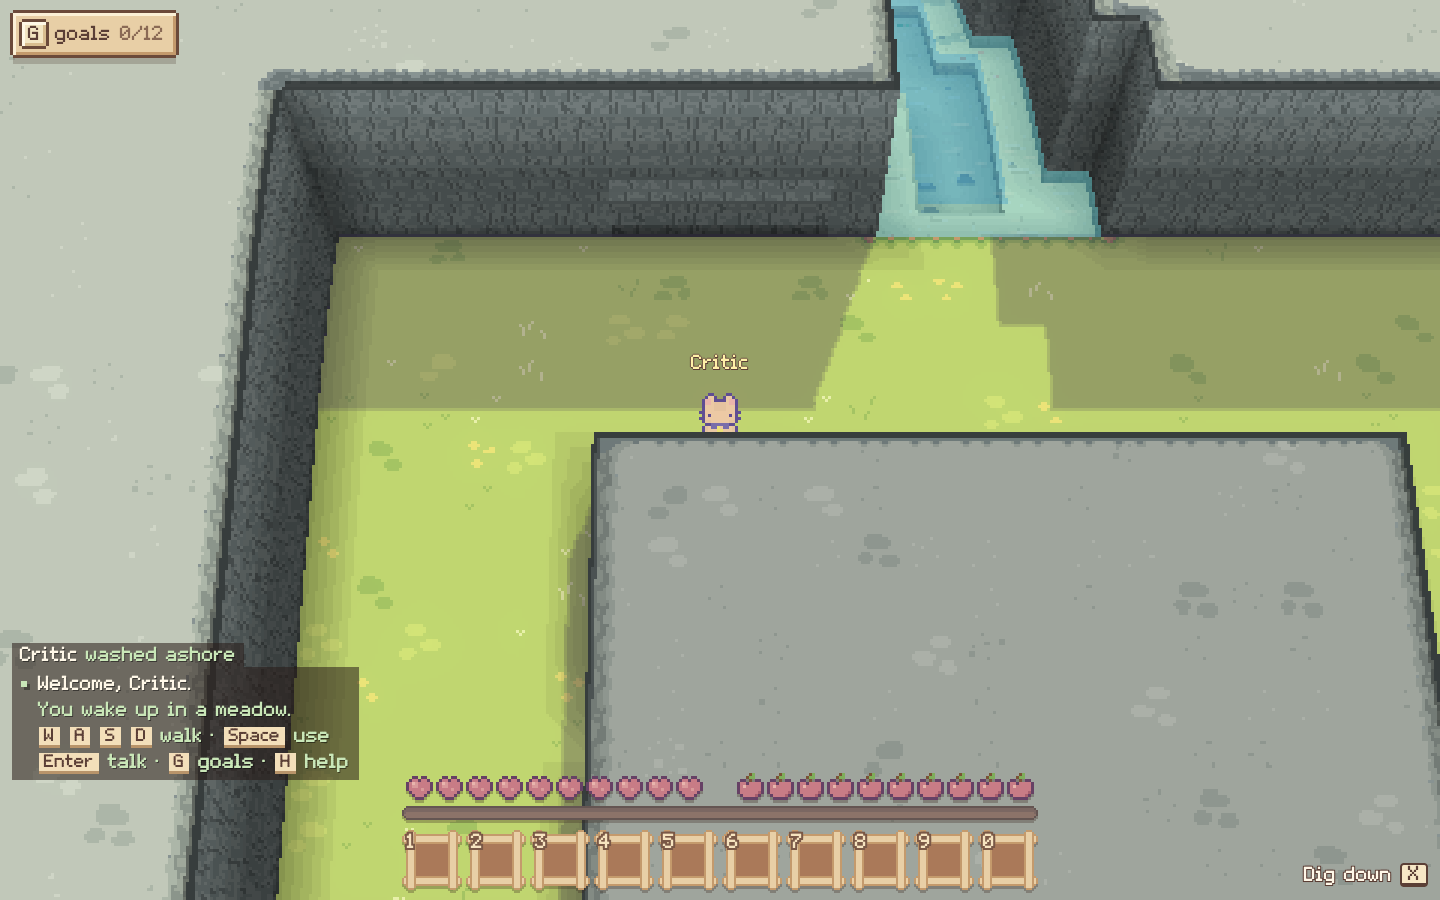 G goals 0/12
Critic
Critic washed ashore
Welcome, Critic.
You wake up in a meadow.
W A S D walk · Space use
Enter talk · G goals · H help
1 2 3 4 5 6 7 8 9 0
Dig down X